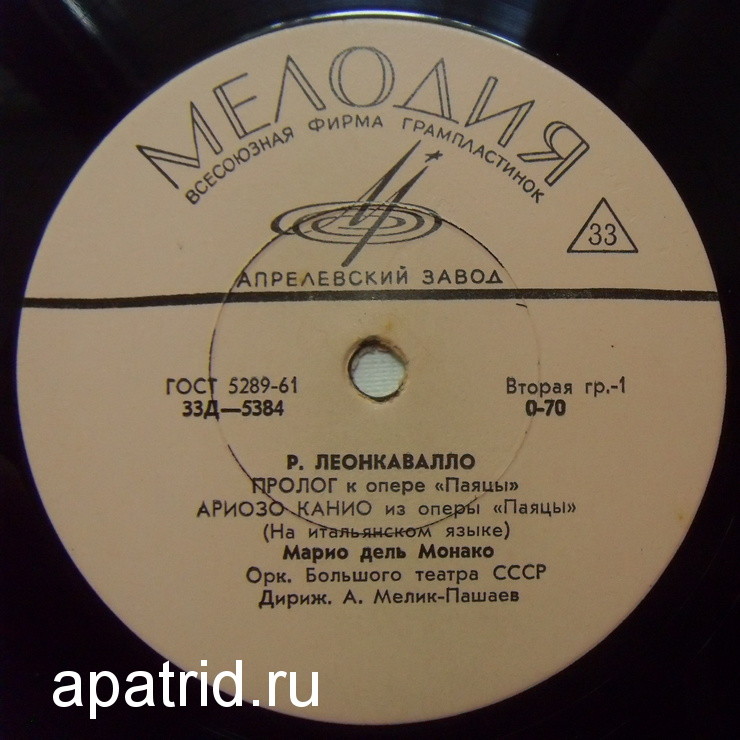 МЕЛОДИЯ
ВСЕСОЮЗНАЯ ФИРМА ГРАМПЛАСТИНОК
33
АПРЕЛЕВСКИЙ ЗАВОД
ГОСТ 5289-61 Вторая гр.-1
33Д—5384 0-70
Р. ЛЕОНКАВАЛЛО
ПРОЛОГ к опере «Паяцы»
АРИОЗО КАНИО из оперы «Паяцы»
(На итальянском языке)
Марио дель Монако
Орк. Большого театра СССР
Дириж. А. Мелик-Пашаев
apatrid.ru